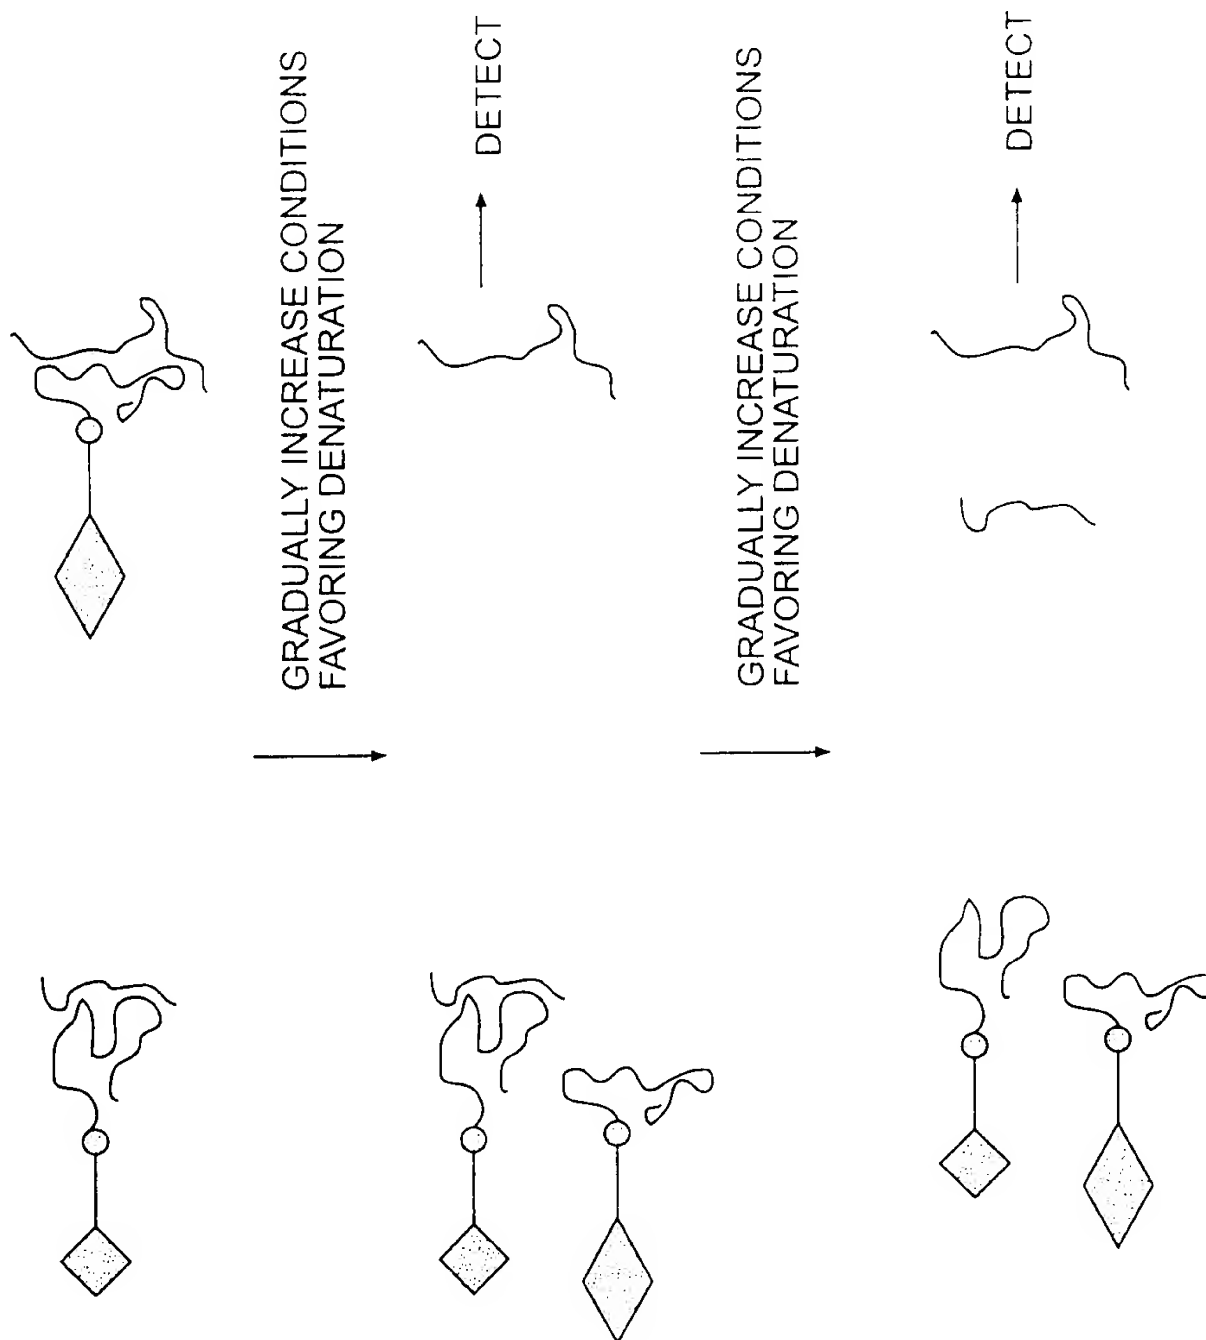 GRADUALLY INCREASE CONDITIONS
FAVORING DENATURATION
DETECT
GRADUALLY INCREASE CONDITIONS
FAVORING DENATURATION
DETECT